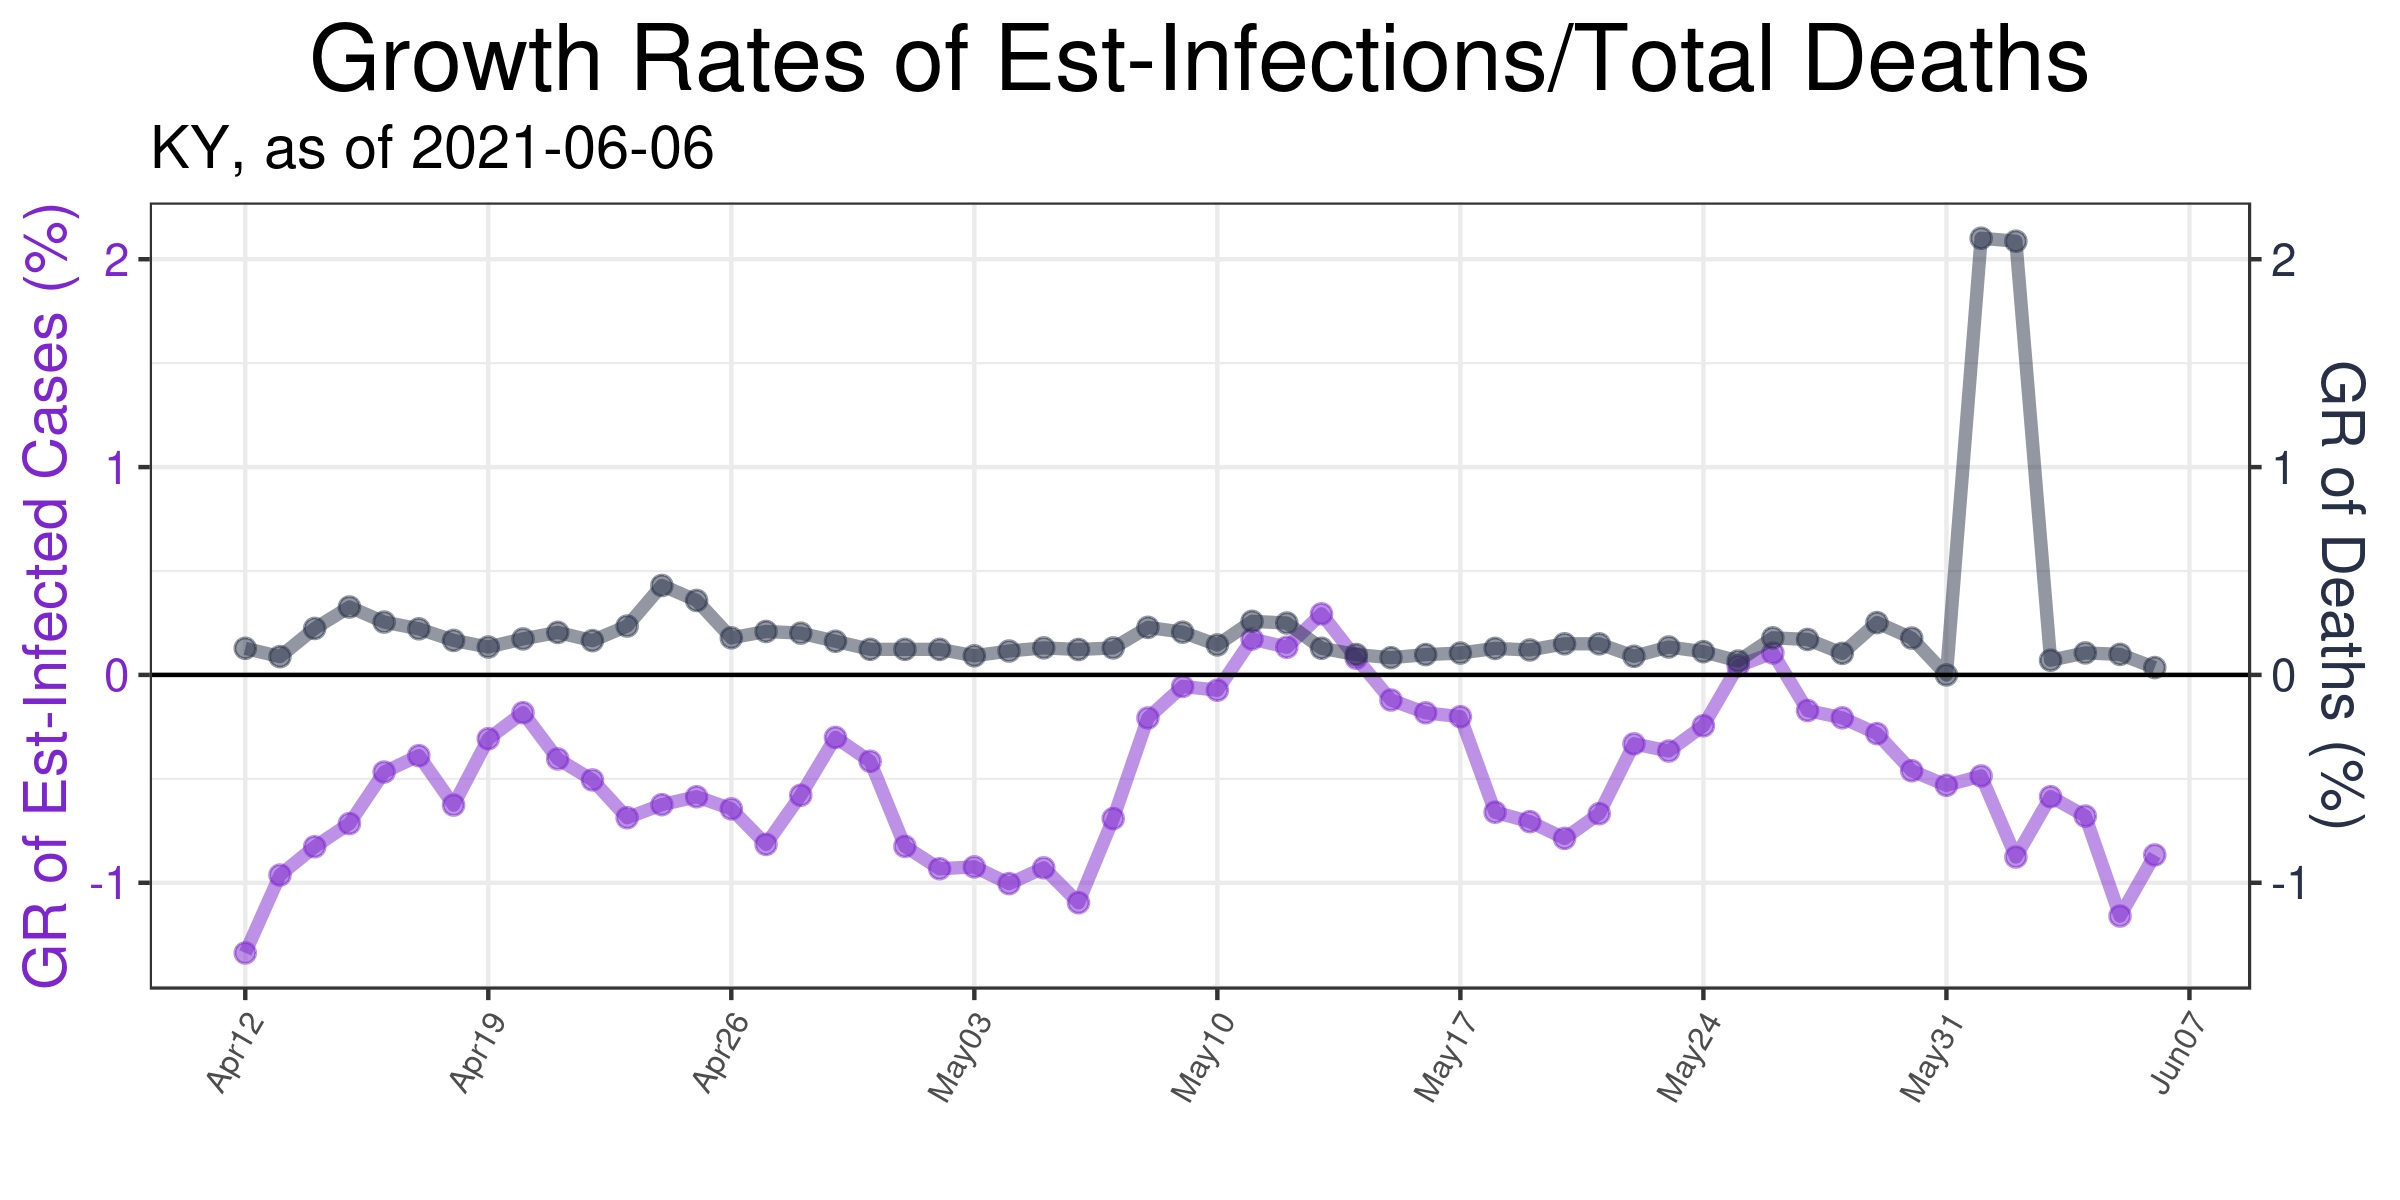 Growth Rates of Est-Infections/Total Deaths
KY, as of 2021-06-06
GR of Est-Infected Cases (%)
2
1
0
-1
2
1
0
-1
GR of Deaths (%)
Apr12
Apr19
Apr26
May03
May10
May17
May24
May31
Jun07